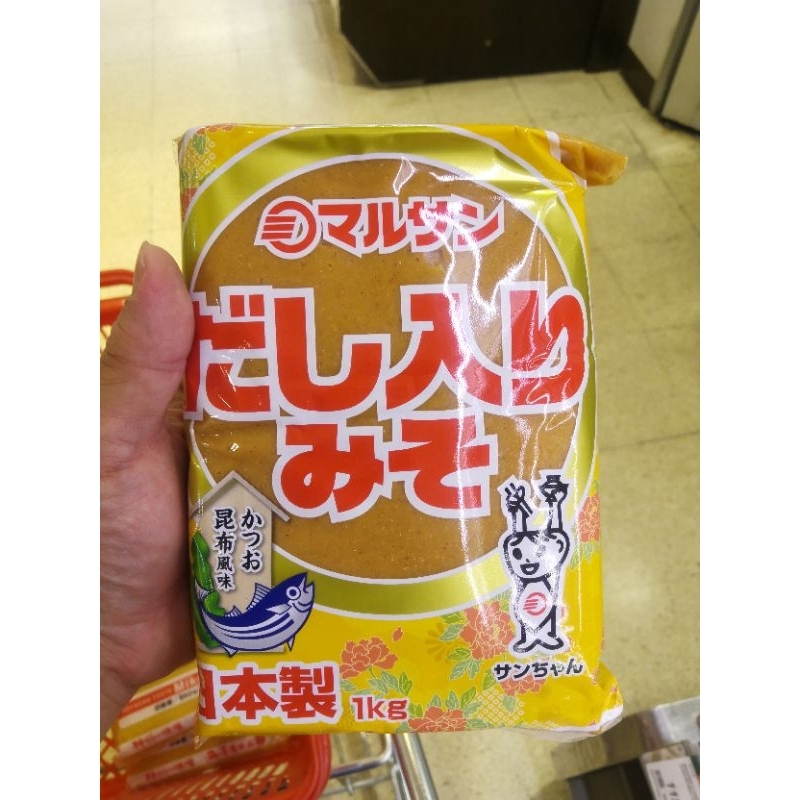 マルサン
だし入り
みそ
かつお
昆布風味
サンちゃん
日本製 1kg